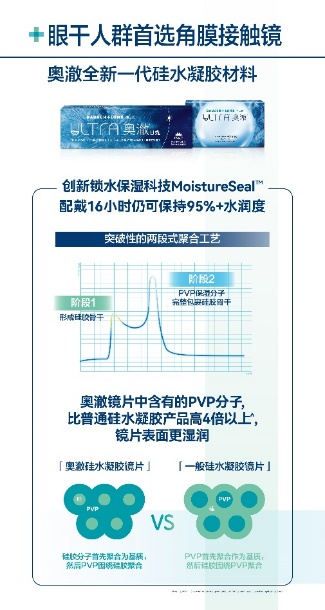 眼干人群首选角膜接触镜
奥澈全新一代硅水凝胶材料
BAUSCH + LOMB
ULTRA 奥澈
ULTRA 奥澈
创新锁水保湿科技MoistureSeal™
配戴16小时仍可保持95%+水润度
突破性的两段式聚合工艺
阶段2
PVP保湿分子
完整包裹硅胶骨干
阶段1
形成硅胶骨干
奥澈镜片中含有的PVP分子,
比普通硅水凝胶产品高4倍以上^,
镜片表面更湿润
「奥澈硅水凝胶镜片」
「一般硅水凝胶镜片」
硅
PVP
VS
PVP
硅
硅胶分子首先聚合为基质,
然后PVP围绕硅胶聚合
PVP首先聚合作为基质,
然后硅胶围绕PVP聚合